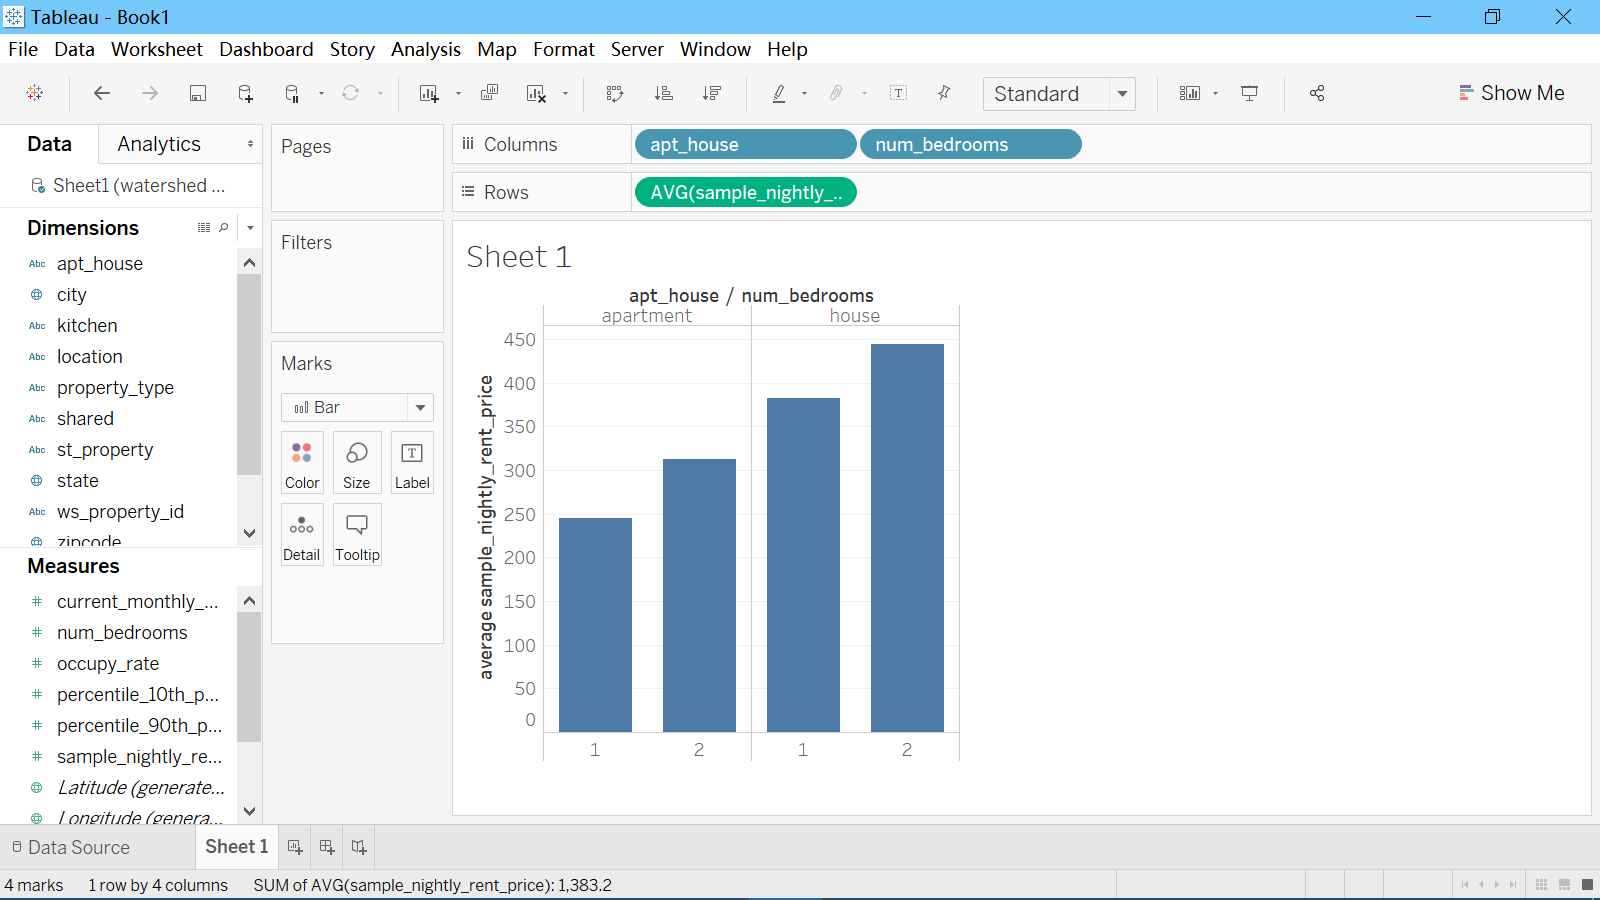 Tableau - Book1
File Data Worksheet Dashboard Story Analysis Map Format Server Window Help
Standard
Show Me
Data
Analytics
Sheet1 (watershed ...
Dimensions
Abc apt_house
city
Abc kitchen
Abc location
Abc property_type
Abc shared
Abc st_property
state
Abc ws_property_id
zipcode
Measures
# current_monthly_...
# num_bedrooms
# occupy_rate
# percentile_10th_p...
# percentile_90th_p...
# sample_nightly_re...
Latitude (generate...
Longitude (genera...
Pages
Filters
Marks
Bar
Color
Size
T
Label
Detail
Tooltip
Columns
apt_house
num_bedrooms
Rows
AVG(sample_nightly_..
Sheet 1
apt_house / num_bedrooms
apartment
house
average sample_nightly_rent_price
450
400
350
300
250
200
150
100
50
0
1
2
1
2
Data Source
Sheet 1
4 marks
1 row by 4 columns
SUM of AVG(sample_nightly_rent_price): 1,383.2